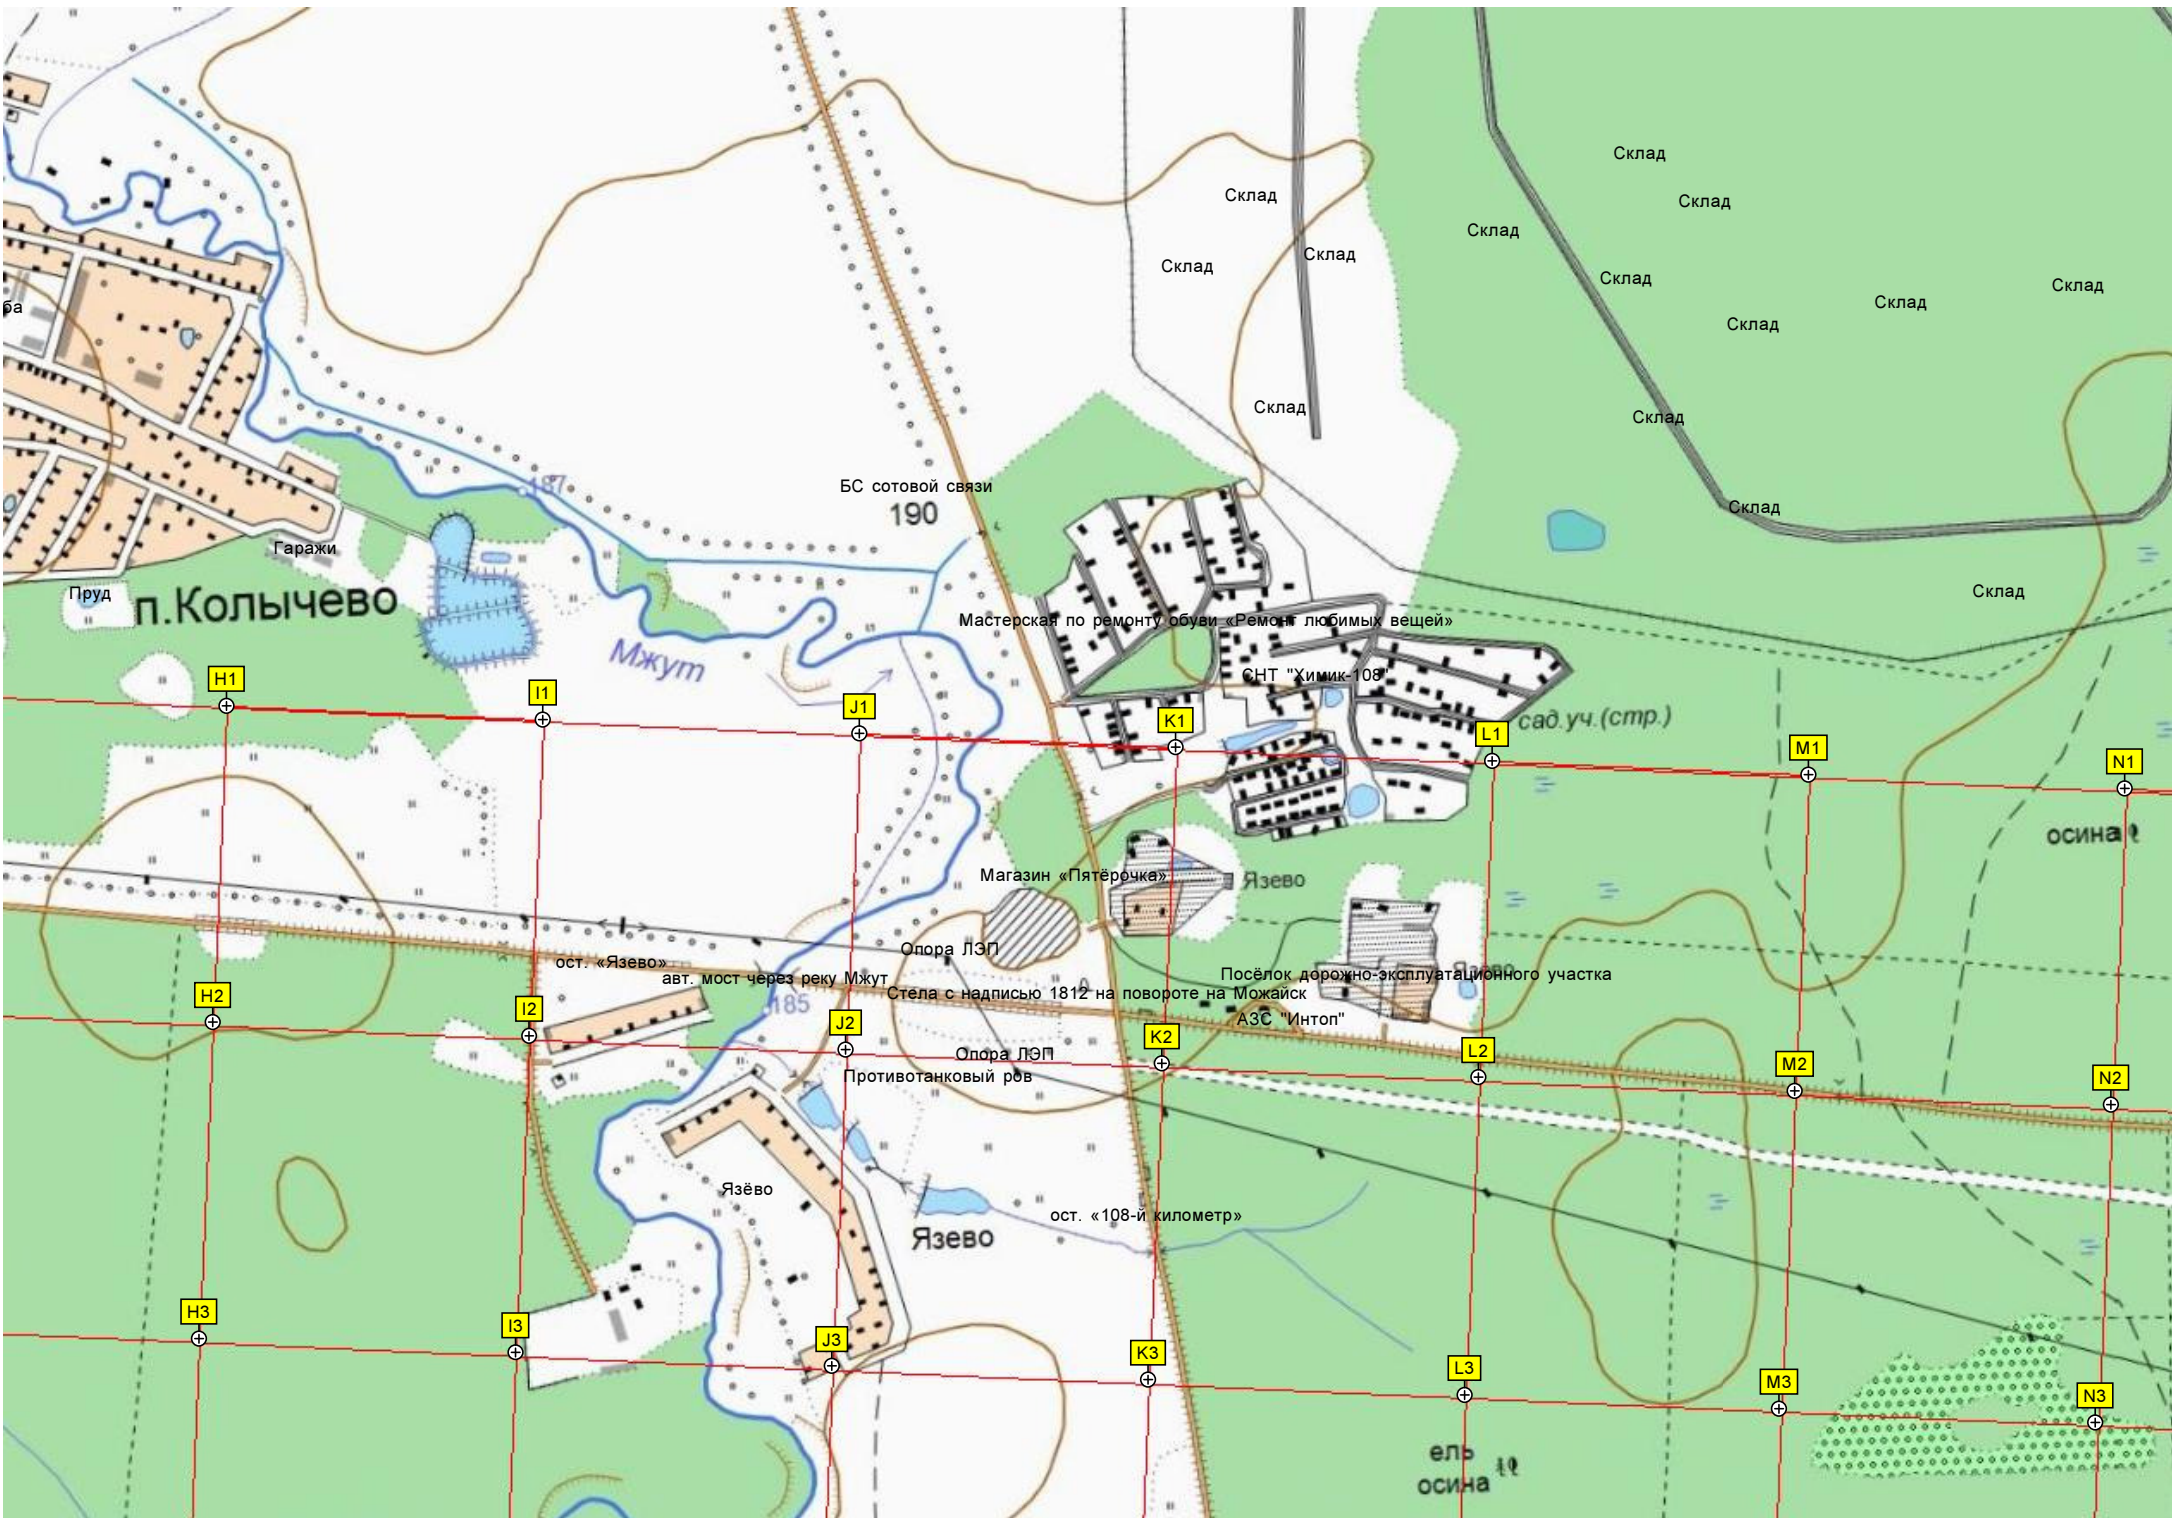 Склад
Склад
Склад
Склад
Склад
Склад
Склад
Склад
Склад
Склад
ба
Склад
Склад
Склад
187
БС сотовой связи
190
Склад
Гаражи
Пруд
п.Колычево
Склад
Мастерская по ремонту обуви «Ремонт любимых вещей»
Мжут
СНТ "Химик-108"
сад.уч.(стр.)
H1
I1
J1
K1
L1
M1
N1
осина
Магазин «Пятёрочка»
Язево
Опора ЛЭП
ост. «Язево»
авт. мост через реку Мжут
Посёлок дорожно-эксплуатационного участка
Язево
Стела с надписью 1812 на повороте на Можайск
185
АЗС "Интоп"
H2
I2
J2
K2
L2
M2
N2
Опора ЛЭП
Противотанковый ров
Язёво
ост. «108-й километр»
Язево
H3
I3
J3
K3
L3
M3
N3
ель
осина